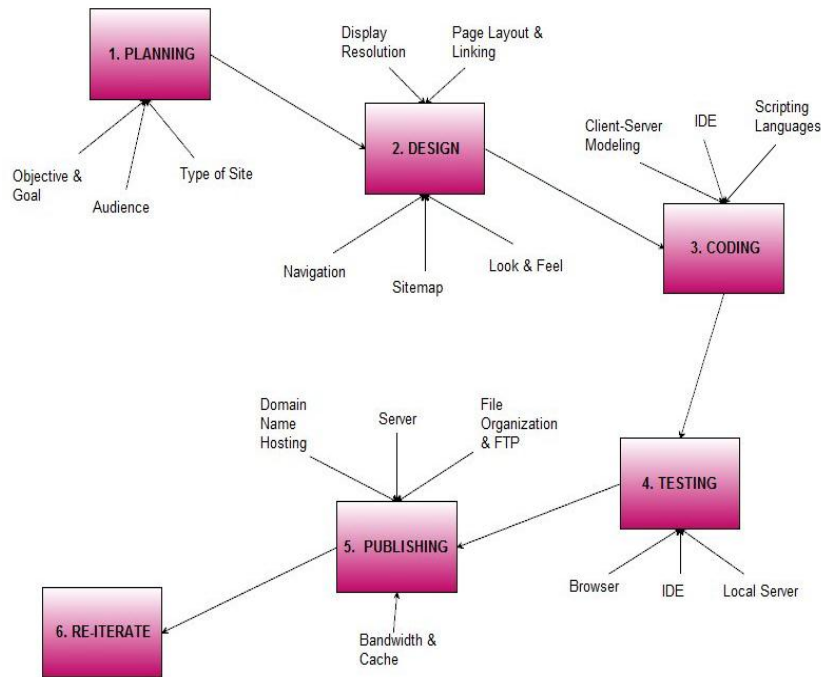 1. PLANNING
Objective &
Goal
Audience
Type of Site
Display
Resolution
Page Layout &
Linking
2. DESIGN
Navigation
Sitemap
Look & Feel
Client-Server
Modeling
IDE
Scripting
Languages
3. CODING
4. TESTING
Browser
IDE
Local Server
Domain
Name
Hosting
Server
File
Organization
& FTP
5. PUBLISHING
Bandwidth &
Cache
6. RE-ITERATE